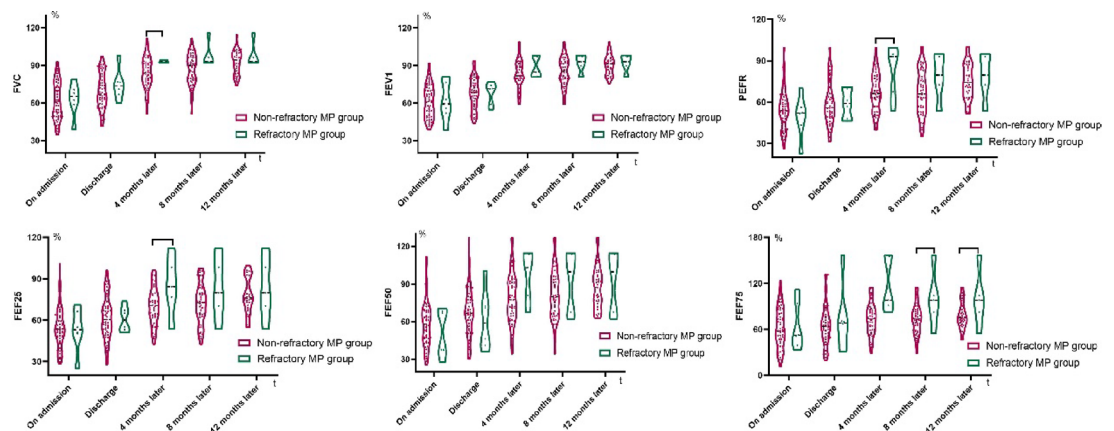 %
120
90
60
30
FVC
Non-refractory MP group
Refractory MP group
t
On admission
Discharge
4 months later
8 months later
12 months later
%
120
90
60
30
FEV1
Non-refractory MP group
Refractory MP group
t
On admission
Discharge
4 months later
8 months later
12 months later
%
120
90
60
30
PEFR
Non-refractory MP group
Refractory MP group
t
On admission
Discharge
4 months later
8 months later
12 months later
%
120
90
60
30
FEF25
Non-refractory MP group
Refractory MP group
t
On admission
Discharge
4 months later
8 months later
12 months later
%
120
90
60
30
FEF50
Non-refractory MP group
Refractory MP group
t
On admission
Discharge
4 months later
8 months later
12 months later
%
180
120
60
0
FEF75
Non-refractory MP group
Refractory MP group
t
On admission
Discharge
4 months later
8 months later
12 months later